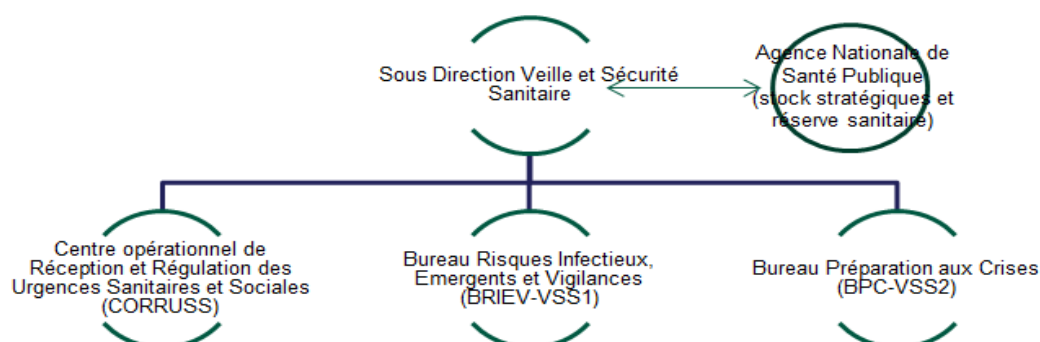 Sous Direction Veille et Sécurité
Sanitaire
Agence Nationale de
Santé Publique
(stock stratégiques et
réserve sanitaire)
Centre opérationnel de
Réception et Régulation des
Urgences Sanitaires et Sociales
(CORRUSS)
Bureau Risques Infectieux,
Emergents et Vigilances
(BRIEV-VSS1)
Bureau Préparation aux Crises
(BPC-VSS2)